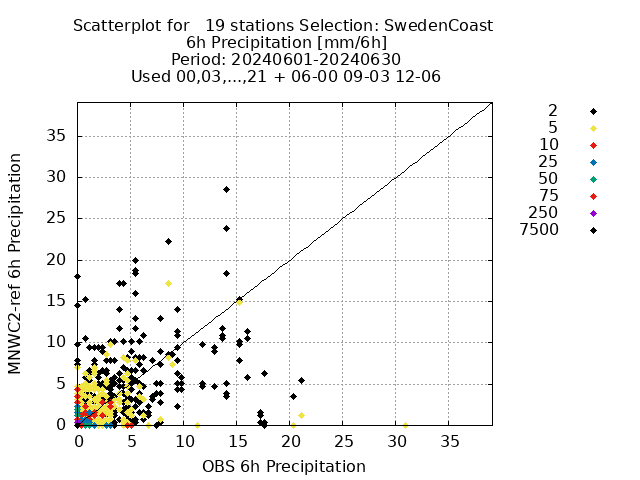 Scatterplot for   19 stations Selection: SwedenCoast
6h Precipitation [mm/6h]
Period: 20240601-20240630
Used 00,03,...,21 + 06-00 09-03 12-06
2
5
10
25
50
75
250
7500
MNWC2-ref 6h Precipitation
35
30
25
20
15
10
5
0
0 5 10 15 20 25 30 35
OBS 6h Precipitation